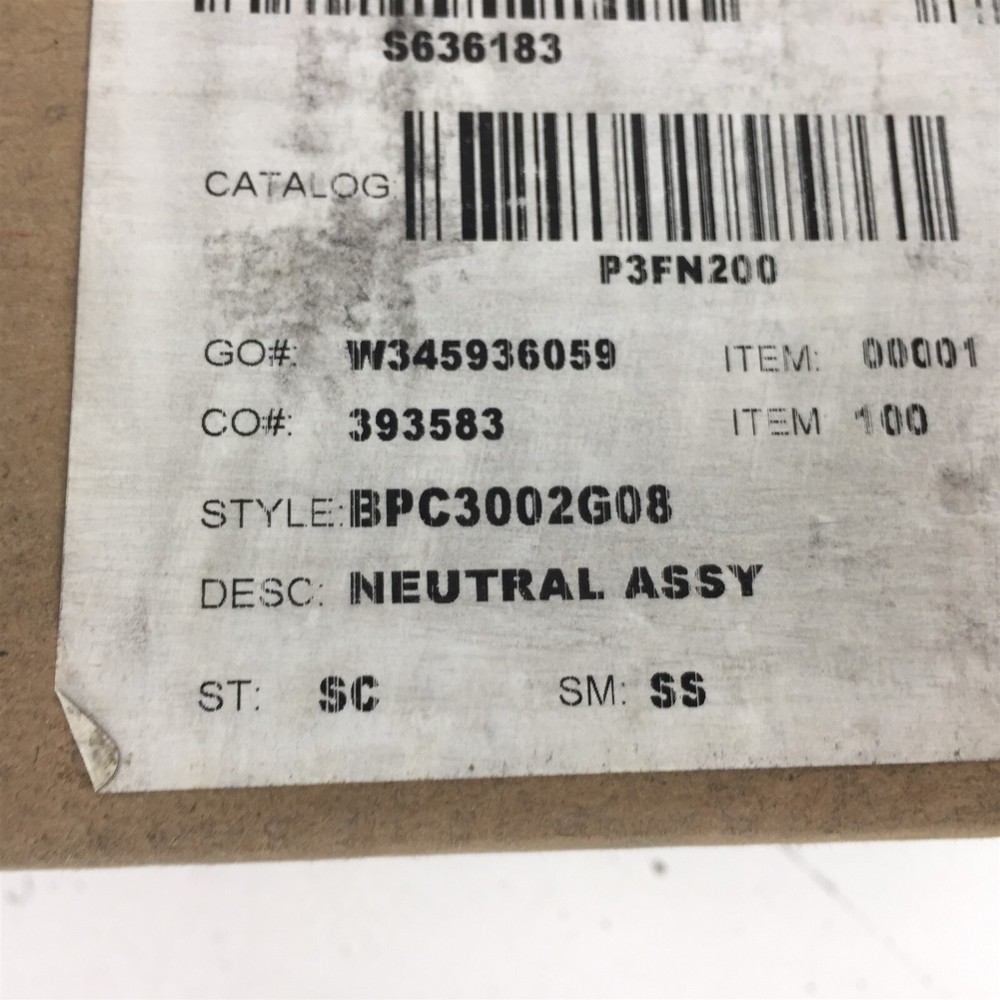 S636183
CATALOG
P3FN200
GO#: W345936059 ITEM: 00001
CO#: 393583 ITEM 100
STYLE: BPC3002G08
DESC: NEUTRAL ASSY
ST: SC SM: SS